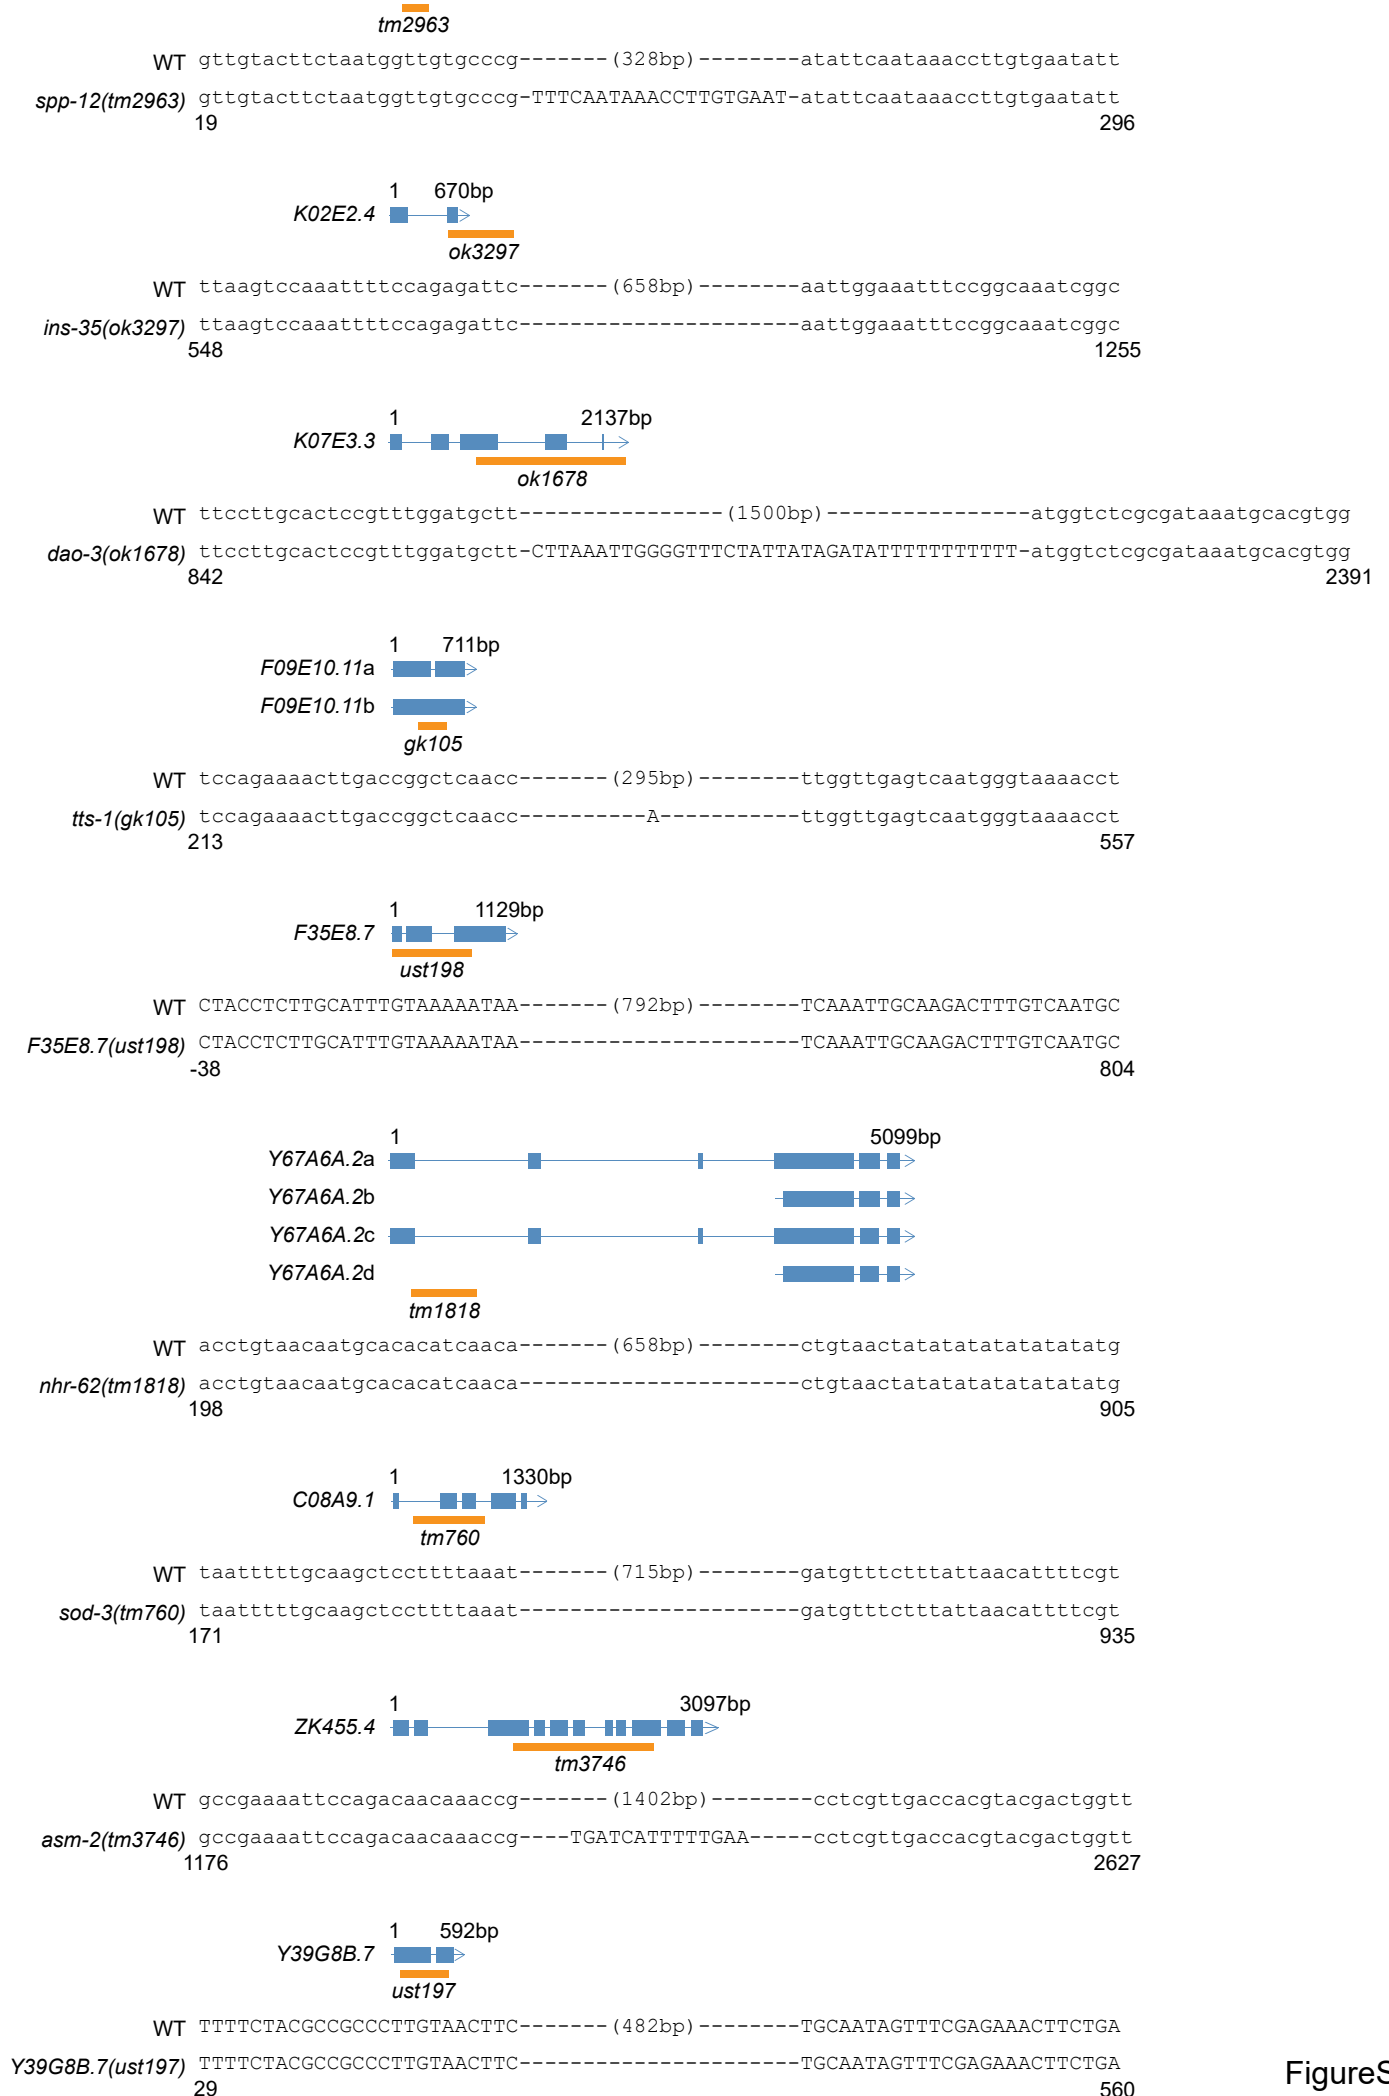 tm2963
WT gttgtacttctaatggttgtgcccg-------(328bp)--------atattcaataaaccttgtgaatatt
spp-12(tm2963) gttgtacttctaatggttgtgcccg-TTTCAATAAACCTTGTGAAT-atattcaataaaccttgtgaatatt
19 296
1 670bp
K02E2.4
ok3297
WT ttaagtccaaattttccagagattc-------(658bp)--------aattggaaatttccggcaaatcggc
ins-35(ok3297) ttaagtccaaattttccagagattc----------------------aattggaaatttccggcaaatcggc
548 1255
1 2137bp
K07E3.3
ok1678
WT ttccttgcactccgtttggatgctt----------------(1500bp)----------------atggtctcgcgataaatgcacgtgg
dao-3(ok1678) ttccttgcactccgtttggatgctt-CTTAAATTGGGGTTTCTATTATAGATATTTTTTTTTTT-atggtctcgcgataaatgcacgtgg
842 2391
1 711bp
F09E10.11a
F09E10.11b
gk105
WT tccagaaaacttgaccggctcaacc-------(295bp)--------ttggttgagtcaatgggtaaaacct
tts-1(gk105) tccagaaaacttgaccggctcaacc----------A-----------ttggttgagtcaatgggtaaaacct
213 557
1 1129bp
F35E8.7
ust198
WT CTACCTCTTGCATTTGTAAAAATAA-------(792bp)--------TCAAATTGCAAGACTTTGTCAATGC
F35E8.7(ust198) CTACCTCTTGCATTTGTAAAAATAA----------------------TCAAATTGCAAGACTTTGTCAATGC
-38 804
1 5099bp
Y67A6A.2a
Y67A6A.2b
Y67A6A.2c
Y67A6A.2d
tm1818
WT acctgtaacaatgcacacatcaaca-------(658bp)--------ctgtaactatatatatatatatatg
nhr-62(tm1818) acctgtaacaatgcacacatcaaca----------------------ctgtaactatatatatatatatatg
198 905
1 1330bp
C08A9.1
tm760
WT taatttttgcaagctccttttaaat-------(715bp)--------gatgtttctttattaacattttcgt
sod-3(tm760) taatttttgcaagctccttttaaat----------------------gatgtttctttattaacattttcgt
171 935
1 3097bp
ZK455.4
tm3746
WT gccgaaaattccagacaacaaaccg-------(1402bp)--------cctcgttgaccacgtacgactggtt
asm-2(tm3746) gccgaaaattccagacaacaaaccg----TGATCATTTTTGAA-----cctcgttgaccacgtacgactggtt
1176 2627
1 592bp
Y39G8B.7
ust197
WT TTTTCTACGCCGCCCTTGTAACTTC-------(482bp)--------TGCAATAGTTTCGAGAAACTTCTGA
Y39G8B.7(ust197) TTTTCTACGCCGCCCTTGTAACTTC----------------------TGCAATAGTTTCGAGAAACTTCTGA
29 560
FigureS